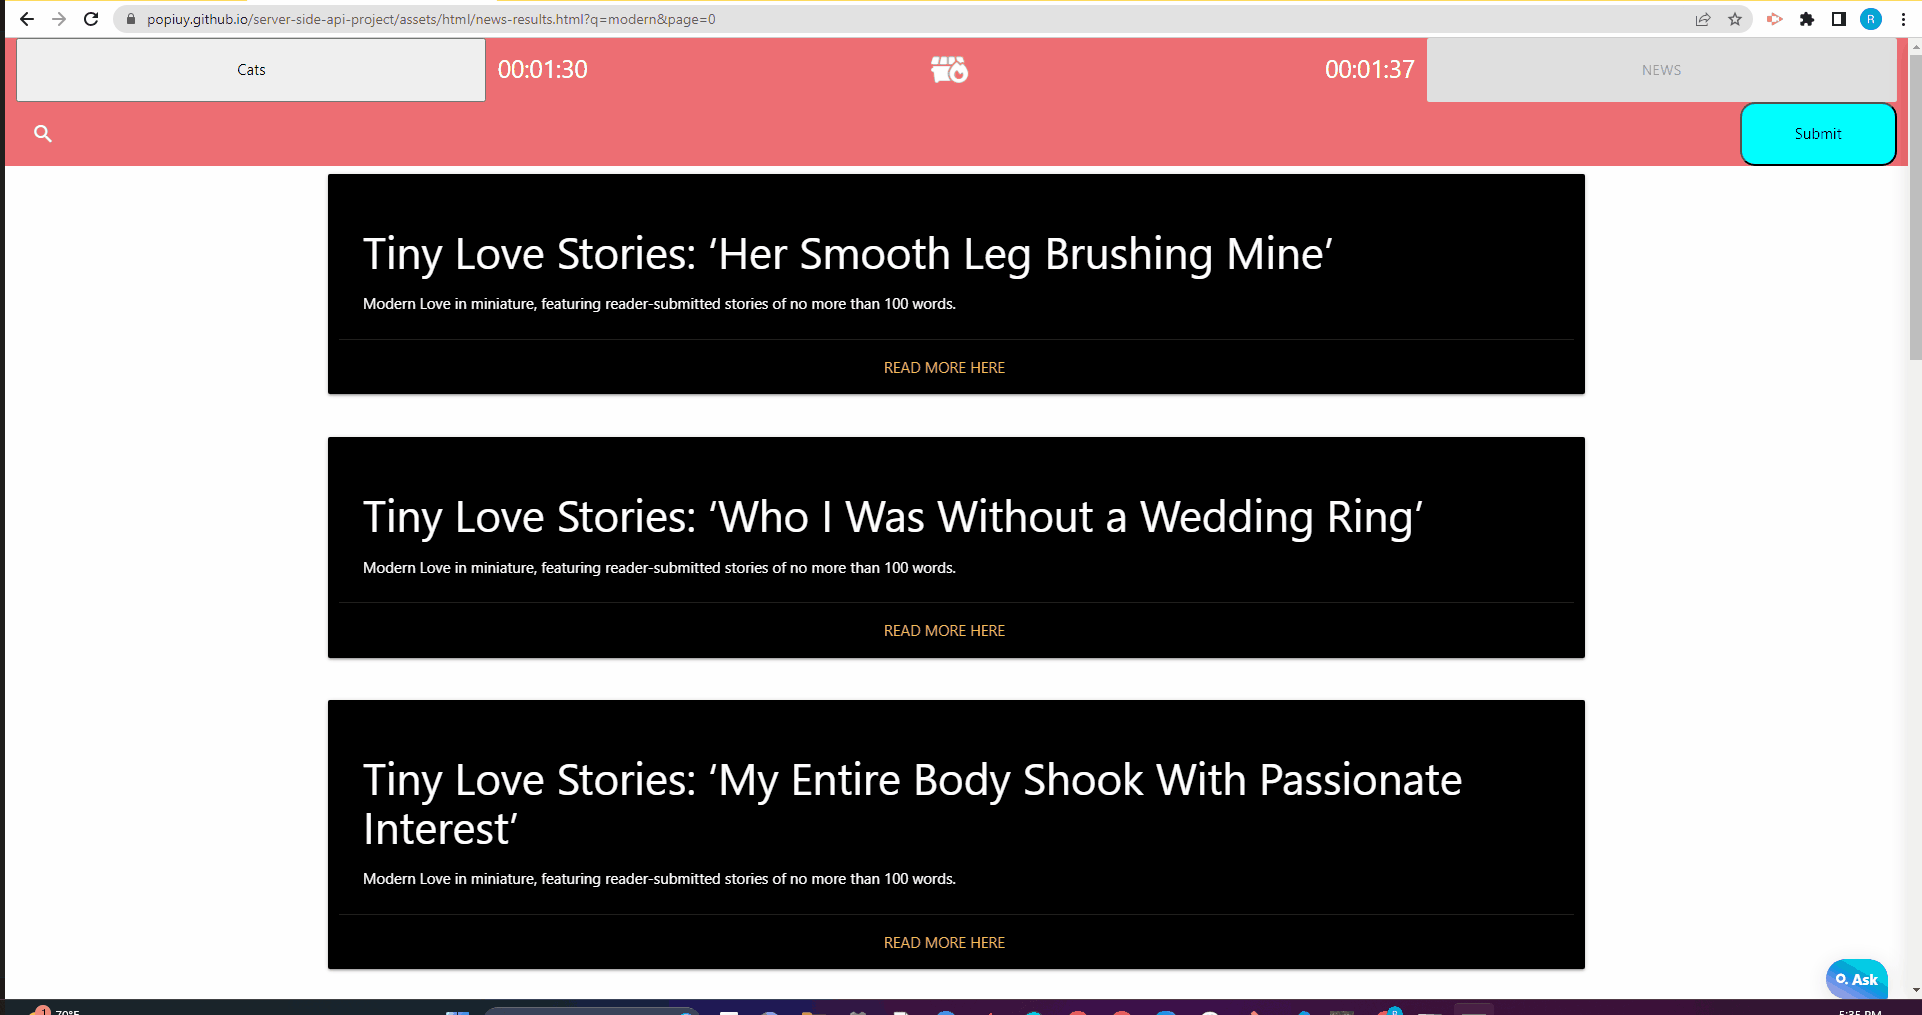 popiuy.github.io/server-side-api-project/assets/html/news-results.html?q=modern&page=0
R
Cats
00:01:30
00:01:37
NEWS
Submit
Tiny Love Stories: ‘Her Smooth Leg Brushing Mine’
Modern Love in miniature, featuring reader-submitted stories of no more than 100 words.
READ MORE HERE
Tiny Love Stories: ‘Who I Was Without a Wedding Ring’
Modern Love in miniature, featuring reader-submitted stories of no more than 100 words.
READ MORE HERE
Tiny Love Stories: ‘My Entire Body Shook With Passionate
Interest’
Modern Love in miniature, featuring reader-submitted stories of no more than 100 words.
READ MORE HERE
Ask
1
70°F
5:35 PM